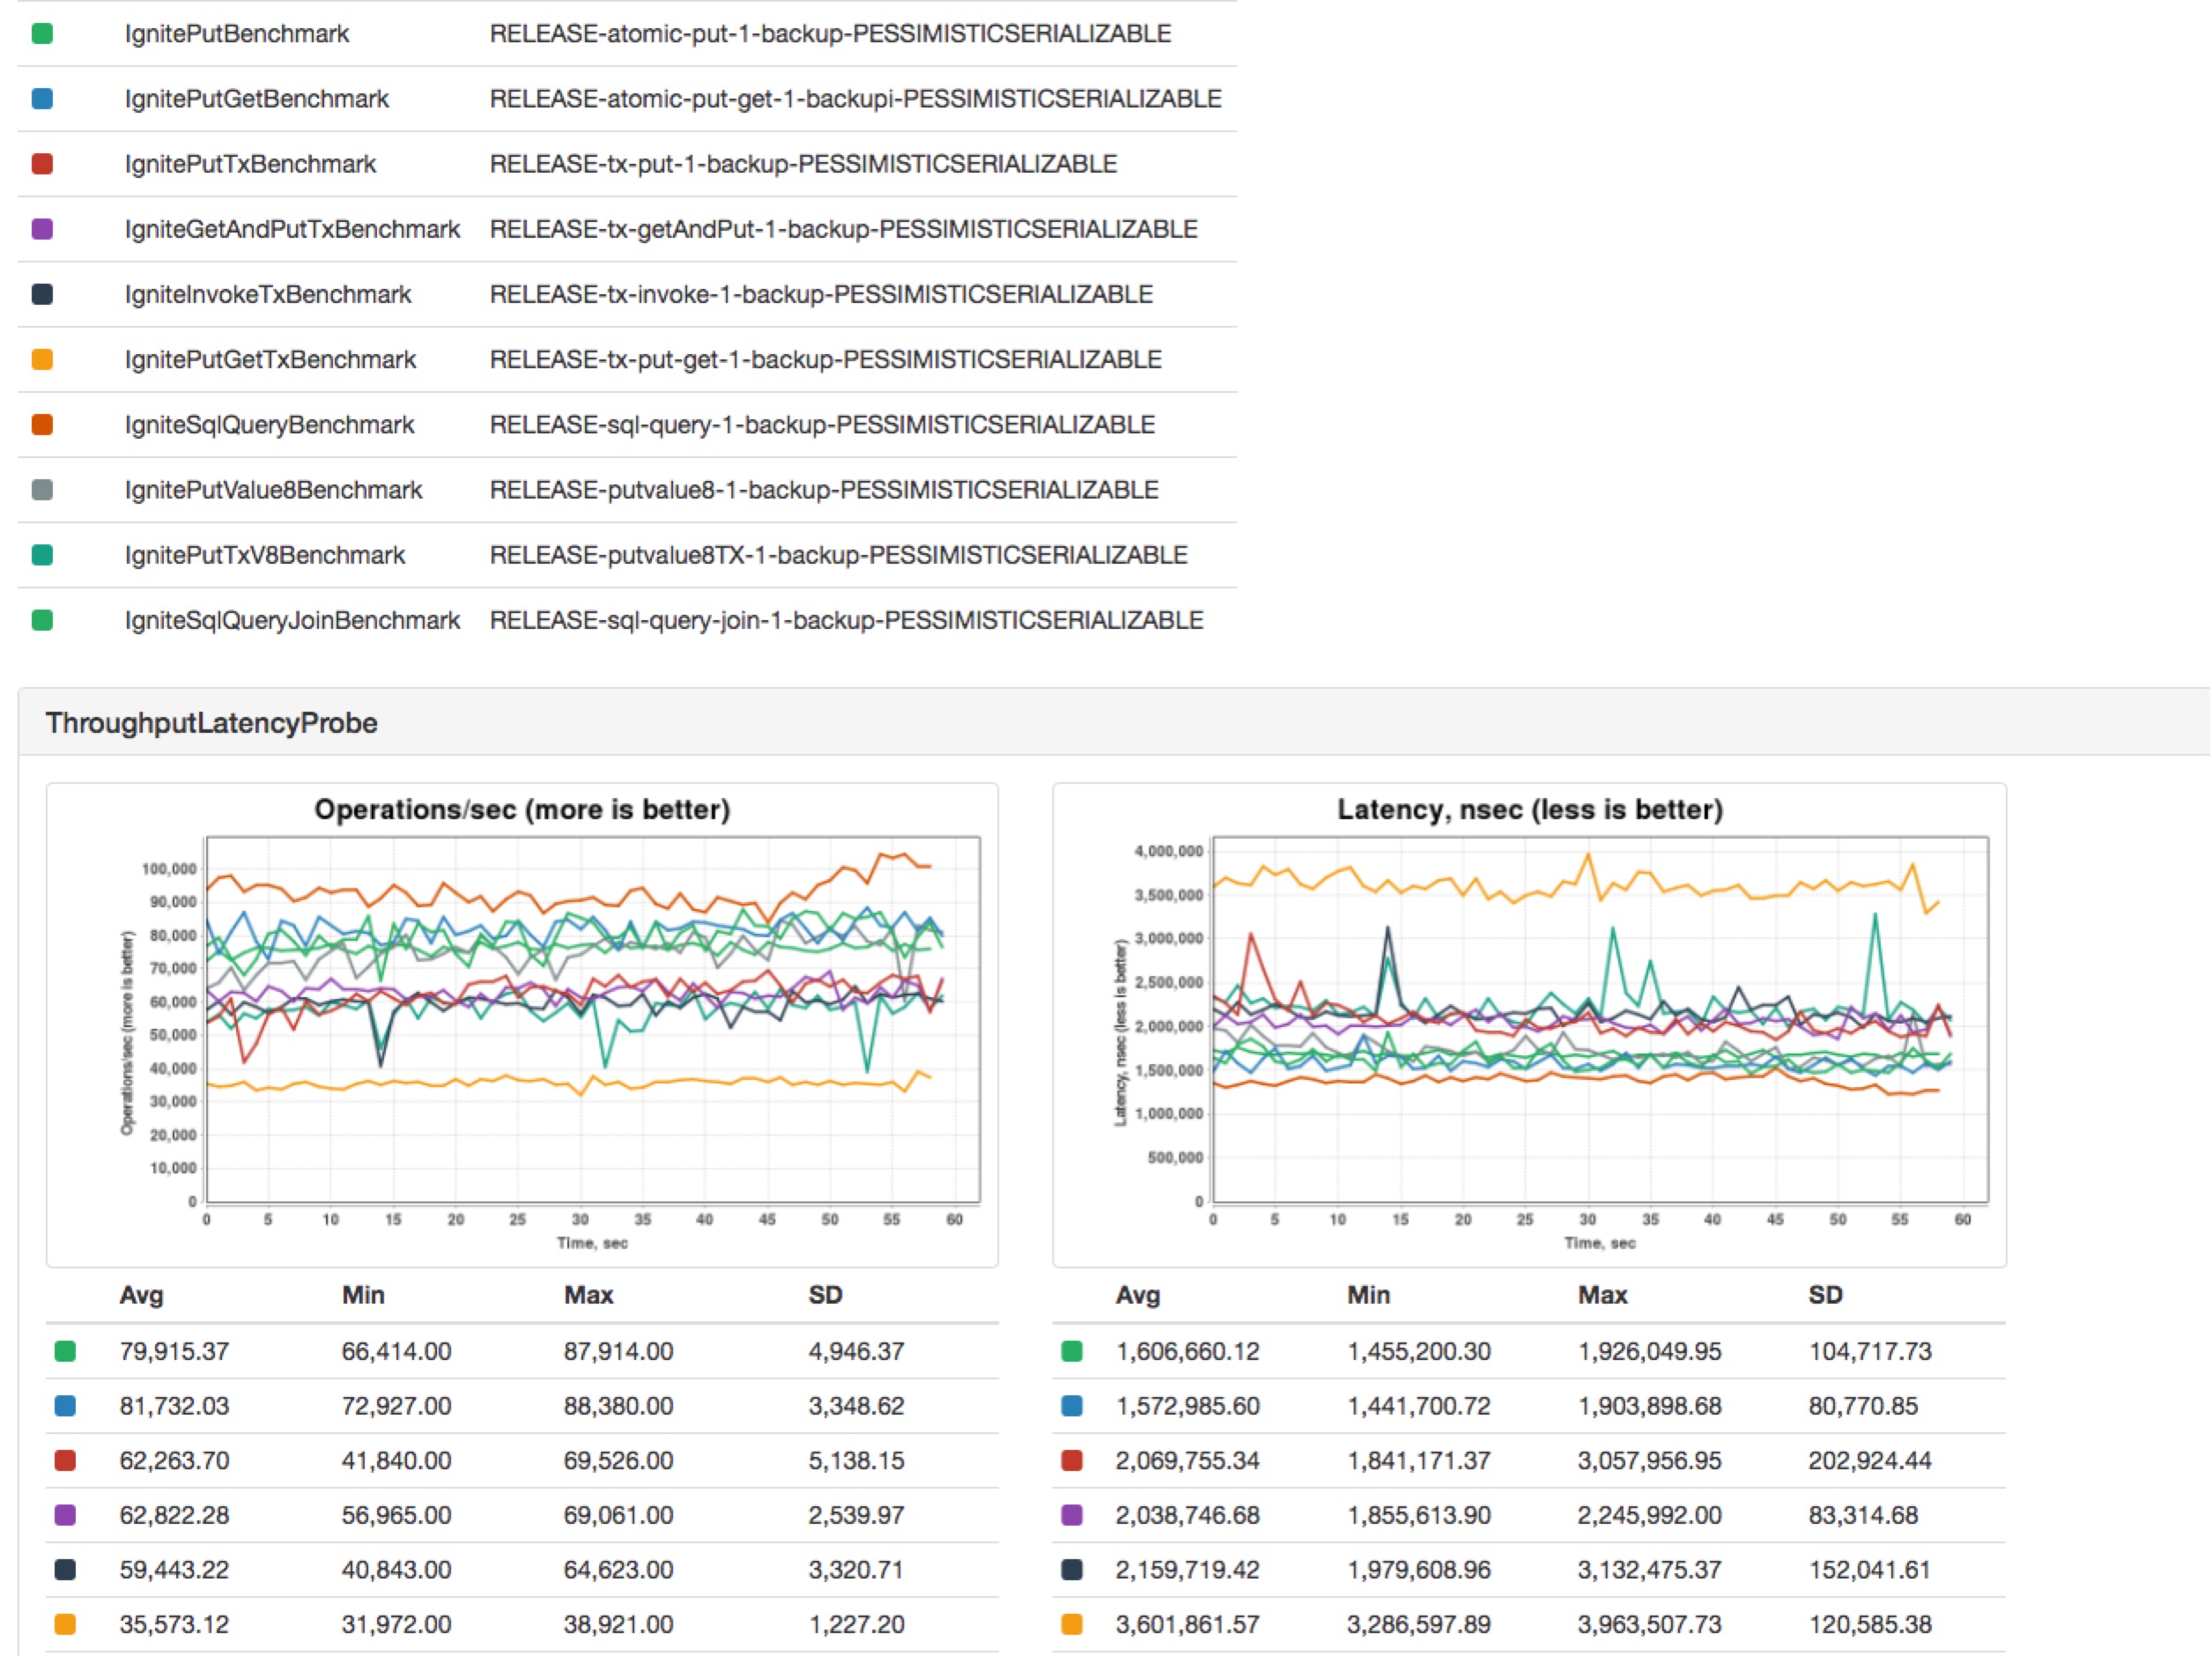 IgnitePutBenchmark RELEASE-atomic-put-1-backup-PESSIMISTICSERIALIZABLE
IgnitePutGetBenchmark RELEASE-atomic-put-get-1-backupi-PESSIMISTICSERIALIZABLE
IgnitePutTxBenchmark RELEASE-tx-put-1-backup-PESSIMISTICSERIALIZABLE
IgniteGetAndPutTxBenchmark RELEASE-tx-getAndPut-1-backup-PESSIMISTICSERIALIZABLE
IgniteInvokeTxBenchmark RELEASE-tx-invoke-1-backup-PESSIMISTICSERIALIZABLE
IgnitePutGetTxBenchmark RELEASE-tx-put-get-1-backup-PESSIMISTICSERIALIZABLE
IgniteSqlQueryBenchmark RELEASE-sql-query-1-backup-PESSIMISTICSERIALIZABLE
IgnitePutValue8Benchmark RELEASE-putvalue8-1-backup-PESSIMISTICSERIALIZABLE
IgnitePutTxV8Benchmark RELEASE-putvalue8TX-1-backup-PESSIMISTICSERIALIZABLE
IgniteSqlQueryJoinBenchmark RELEASE-sql-query-join-1-backup-PESSIMISTICSERIALIZABLE
ThroughputLatencyProbe
Operations/sec (more is better)
Operations/sec (more is better)
100,000
90,000
80,000
70,000
60,000
50,000
40,000
30,000
20,000
10,000
0
0 5 10 15 20 25 30 35 40 45 50 55 60
Time, sec
Latency, nsec (less is better)
Latency, nsec (less is better)
4,000,000
3,500,000
3,000,000
2,500,000
2,000,000
1,500,000
1,000,000
500,000
0
0 5 10 15 20 25 30 35 40 45 50 55 60
Time, sec
Avg Min Max SD
79,915.37 66,414.00 87,914.00 4,946.37
81,732.03 72,927.00 88,380.00 3,348.62
62,263.70 41,840.00 69,526.00 5,138.15
62,822.28 56,965.00 69,061.00 2,539.97
59,443.22 40,843.00 64,623.00 3,320.71
35,573.12 31,972.00 38,921.00 1,227.20
Avg Min Max SD
1,606,660.12 1,455,200.30 1,926,049.95 104,717.73
1,572,985.60 1,441,700.72 1,903,898.68 80,770.85
2,069,755.34 1,841,171.37 3,057,956.95 202,924.44
2,038,746.68 1,855,613.90 2,245,992.00 83,314.68
2,159,719.42 1,979,608.96 3,132,475.37 152,041.61
3,601,861.57 3,286,597.89 3,963,507.73 120,585.38